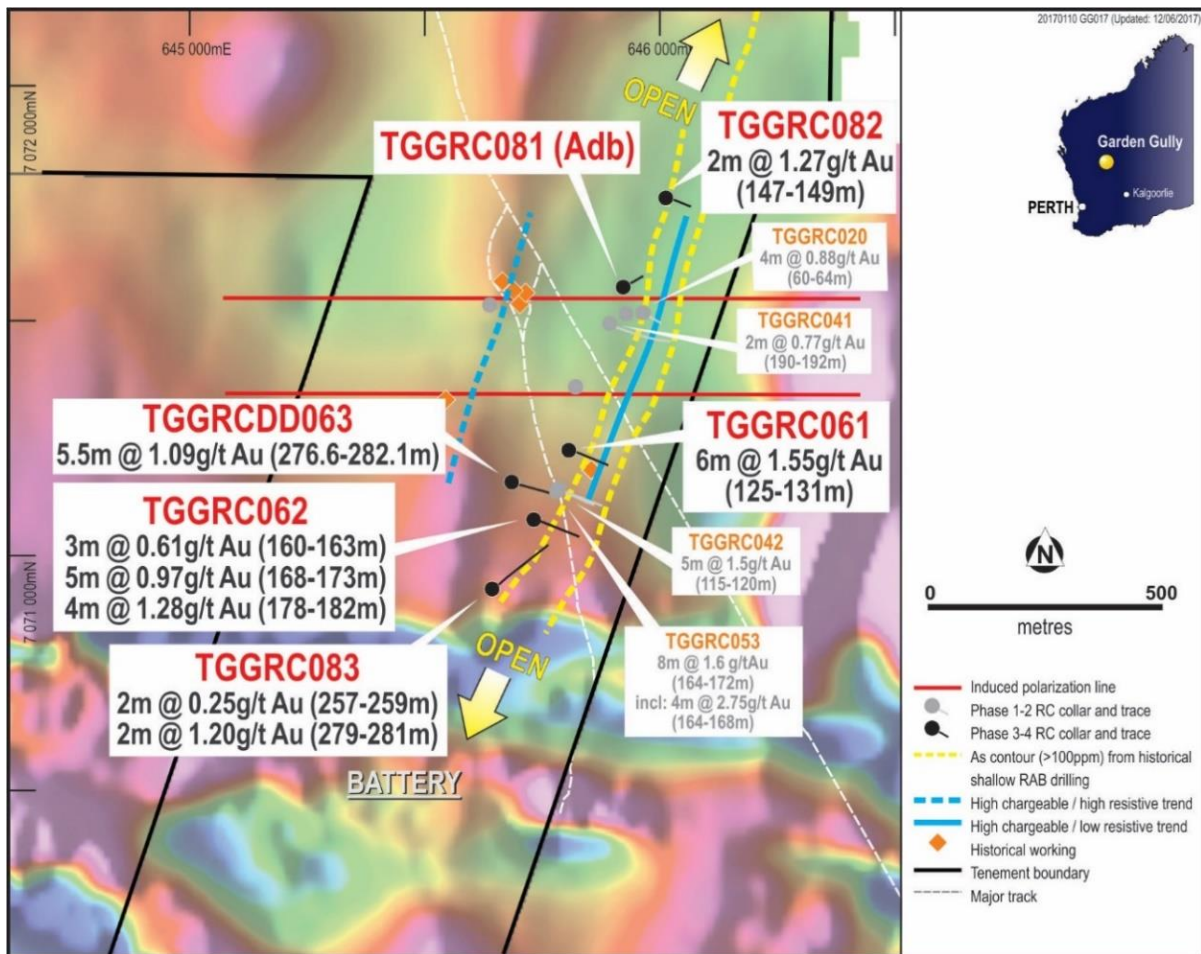 20170110 GG017 (Updated: 12/06/2017)
645 000mE
646 000m
7 072 000mN
7 071 000mN
OPEN
TGGRC081 (Adb)
TGGRC082
2m @ 1.27g/t Au
(147-149m)
TGGRC020
4m @ 0.88g/t Au
(60-64m)
TGGRC041
2m @ 0.77g/t Au
(190-192m)
TGGRCDD063
5.5m @ 1.09g/t Au (276.6-282.1m)
TGGRC061
6m @ 1.55g/t Au
(125-131m)
TGGRC062
3m @ 0.61g/t Au (160-163m)
5m @ 0.97g/t Au (168-173m)
4m @ 1.28g/t Au (178-182m)
TGGRC042
5m @ 1.5g/t Au
(115-120m)
TGGRC083
2m @ 0.25g/t Au (257-259m)
2m @ 1.20g/t Au (279-281m)
TGGRC053
8m @ 1.6 g/tAu
(164-172m)
incl: 4m @ 2.75g/t Au
(164-168m)
OPEN
BATTERY
Garden Gully
Kalgoorlie
PERTH
N
0 500
metres
Induced polarization line
Phase 1-2 RC collar and trace
Phase 3-4 RC collar and trace
As contour (>100ppm) from historical
shallow RAB drilling
High chargeable / high resistive trend
High chargeable / low resistive trend
Historical working
Tenement boundary
Major track